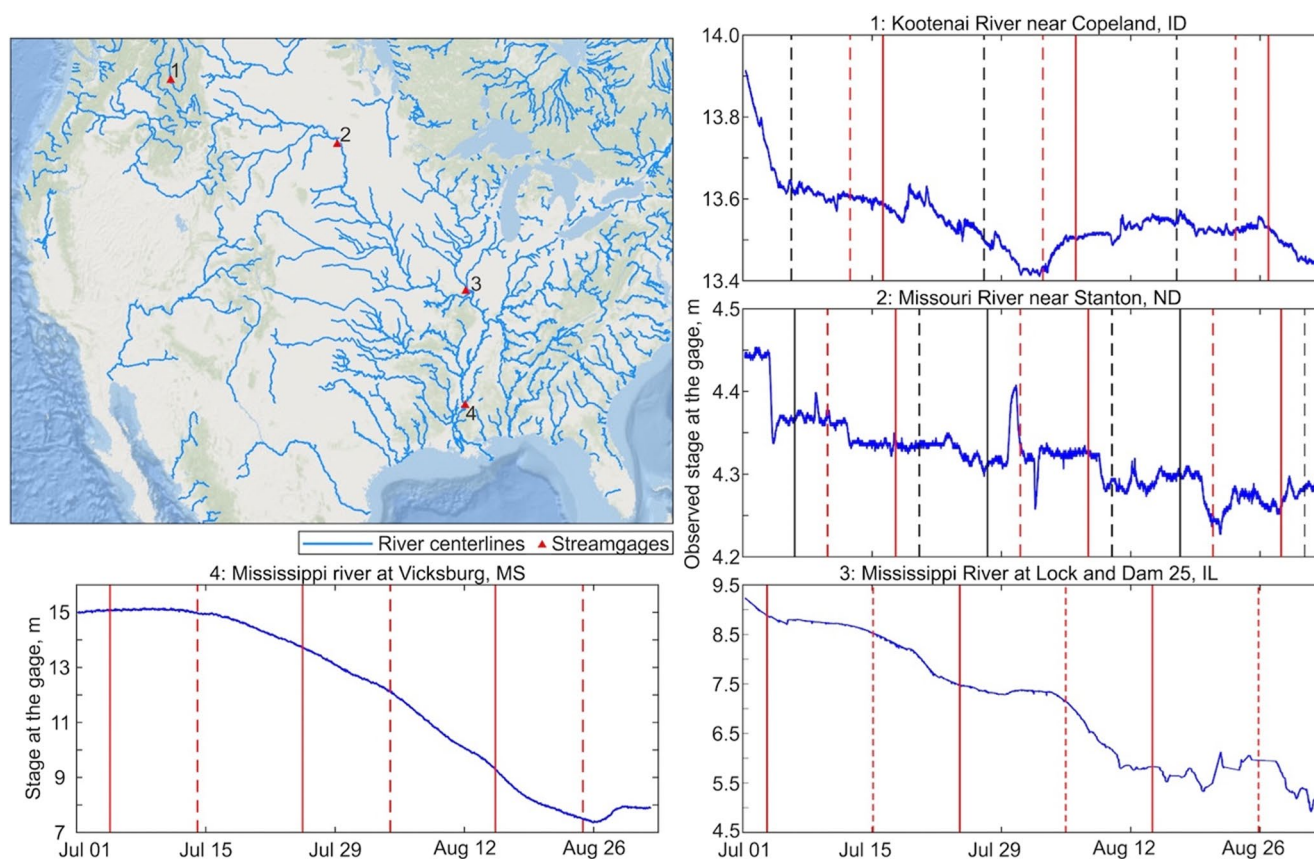 1
2
3
4
River centerlines
Streamgages
1: Kootenai River near Copeland, ID
14.0
13.8
13.6
13.4
2: Missouri River near Stanton, ND
Observed stage at the gage, m
4.5
4.4
4.3
4.2
4: Mississippi river at Vicksburg, MS
Stage at the gage, m
15
13
11
9
7
Jul 01 Jul 15 Jul 29 Aug 12 Aug 26
3: Mississippi River at Lock and Dam 25, IL
9.5
8.5
7.5
6.5
5.5
4.5
Jul 01 Jul 15 Jul 29 Aug 12 Aug 26